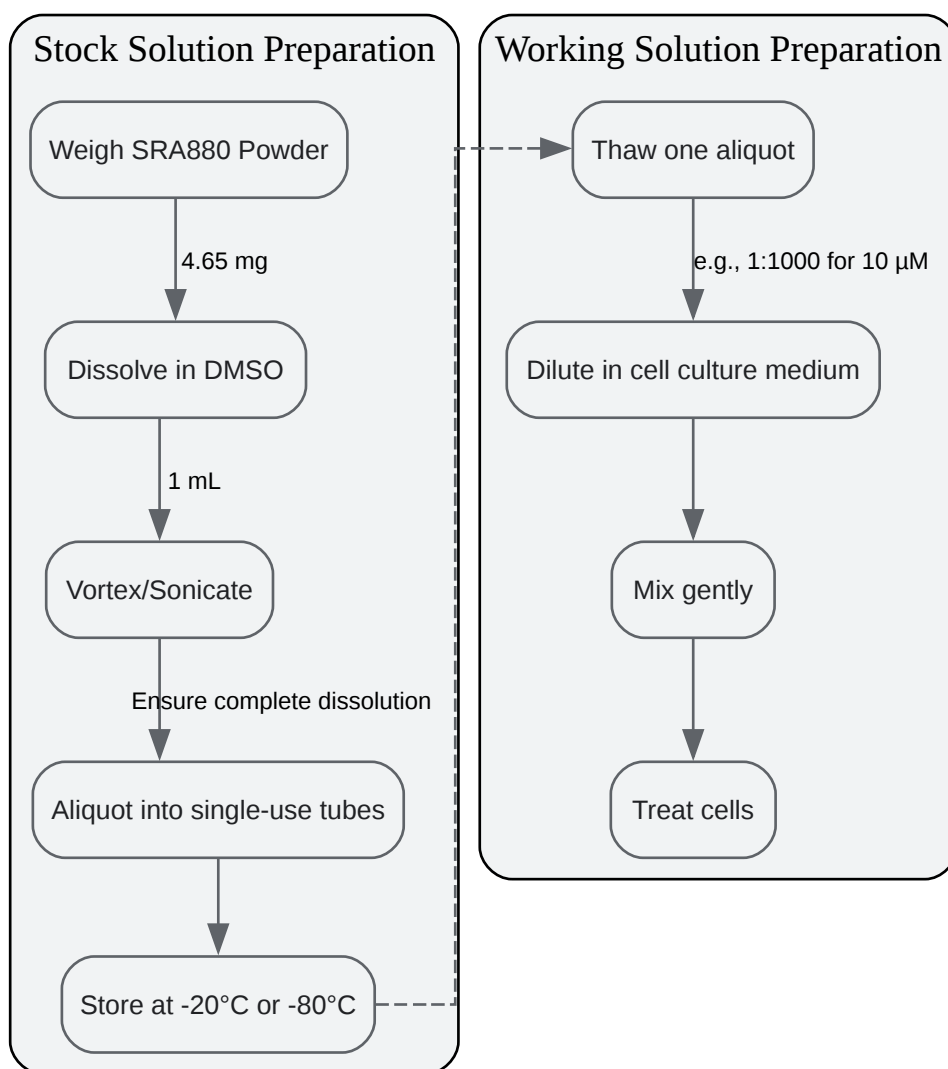 Stock Solution Preparation
Weigh SRA880 Powder
4.65 mg
Dissolve in DMSO
1 mL
Vortex/Sonicate
Ensure complete dissolution
Aliquot into single-use tubes
Store at -20°C or -80°C
Working Solution Preparation
Thaw one aliquot
e.g., 1:1000 for 10 µM
Dilute in cell culture medium
Mix gently
Treat cells